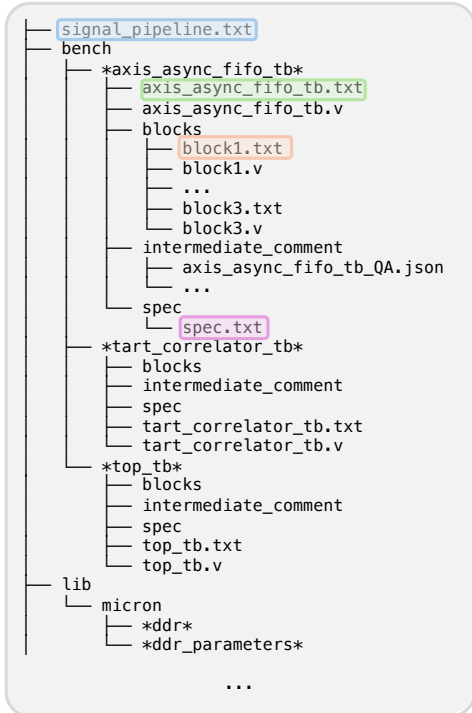 signal_pipeline.txt
bench
*axis_async_fifo_tb*
axis_async_fifo_tb.txt
axis_async_fifo_tb.v
blocks
block1.txt
block1.v
...
block3.txt
block3.v
intermediate_comment
axis_async_fifo_tb_QA.json
...
spec
spec.txt
*tart_correlator_tb*
blocks
intermediate_comment
spec
tart_correlator_tb.txt
tart_correlator_tb.v
*top_tb*
blocks
intermediate_comment
spec
top_tb.txt
top_tb.v
lib
micron
*ddr*
*ddr_parameters*
...